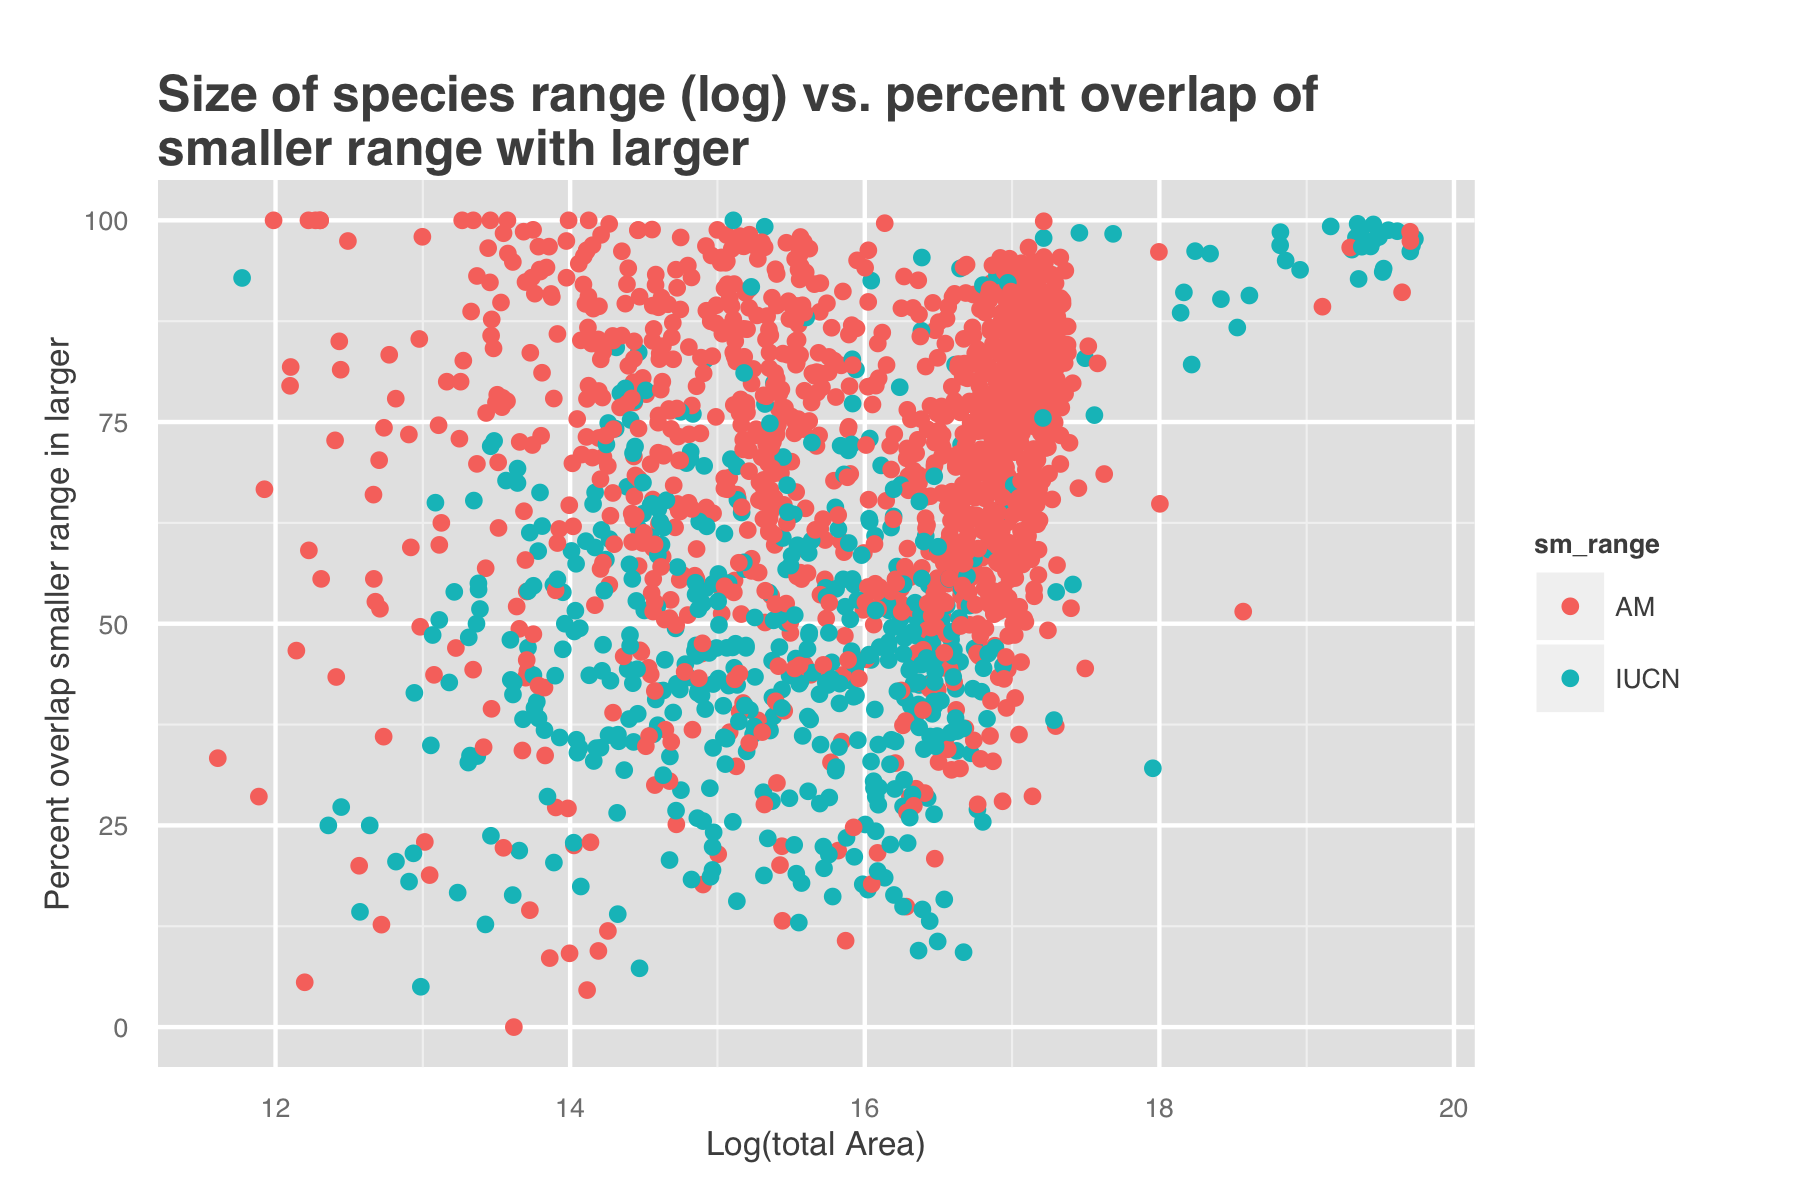 Size of species range (log) vs. percent overlap of
smaller range with larger
Percent overlap smaller range in larger
100
75
50
25
0
12
14
16
18
20
Log(total Area)
sm_range
AM
IUCN